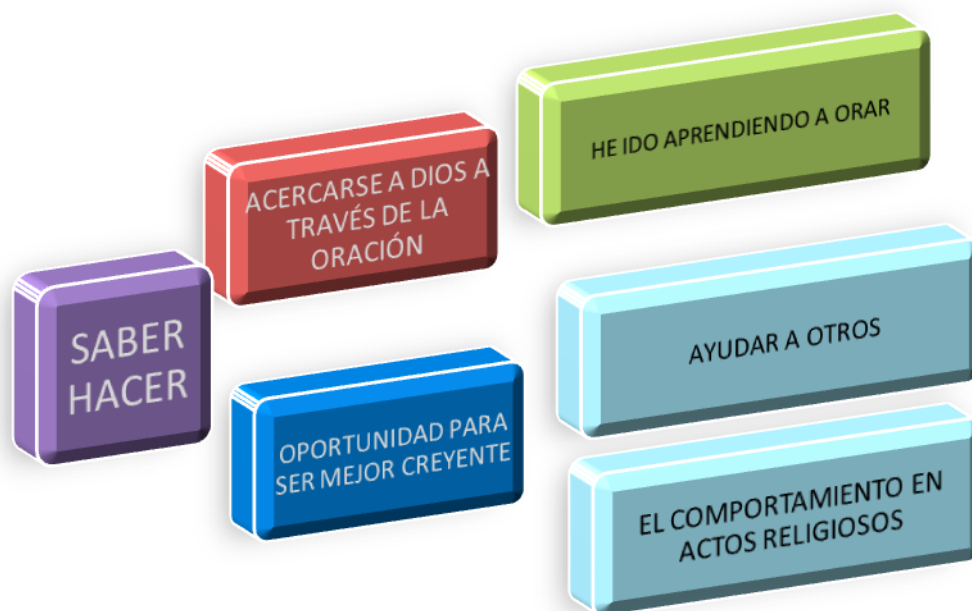 SABER
HACER
ACERCARSE A DIOS A
TRAVÉS DE LA
ORACIÓN
HE IDO APRENDIENDO A ORAR
OPORTUNIDAD PARA
SER MEJOR CREYENTE
AYUDAR A OTROS
EL COMPORTAMIENTO EN
ACTOS RELIGIOSOS